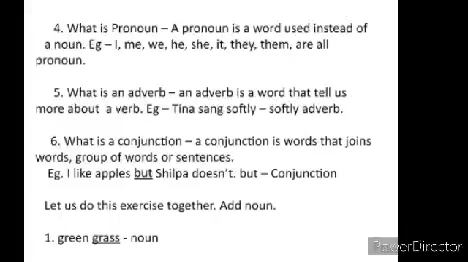 4. What is Pronoun – A pronoun is a word used instead of
a noun. Eg – I, me, we, he, she, it, they, them, are all
pronoun.
5. What is an adverb – an adverb is a word that tell us
more about a verb. Eg – Tina sang softly – softly adverb.
6. What is a conjunction – a conjunction is words that joins
words, group of words or sentences.
Eg. I like apples but Shilpa doesn't. but – Conjunction
Let us do this exercise together. Add noun.
1. green grass - noun
PowerDirector